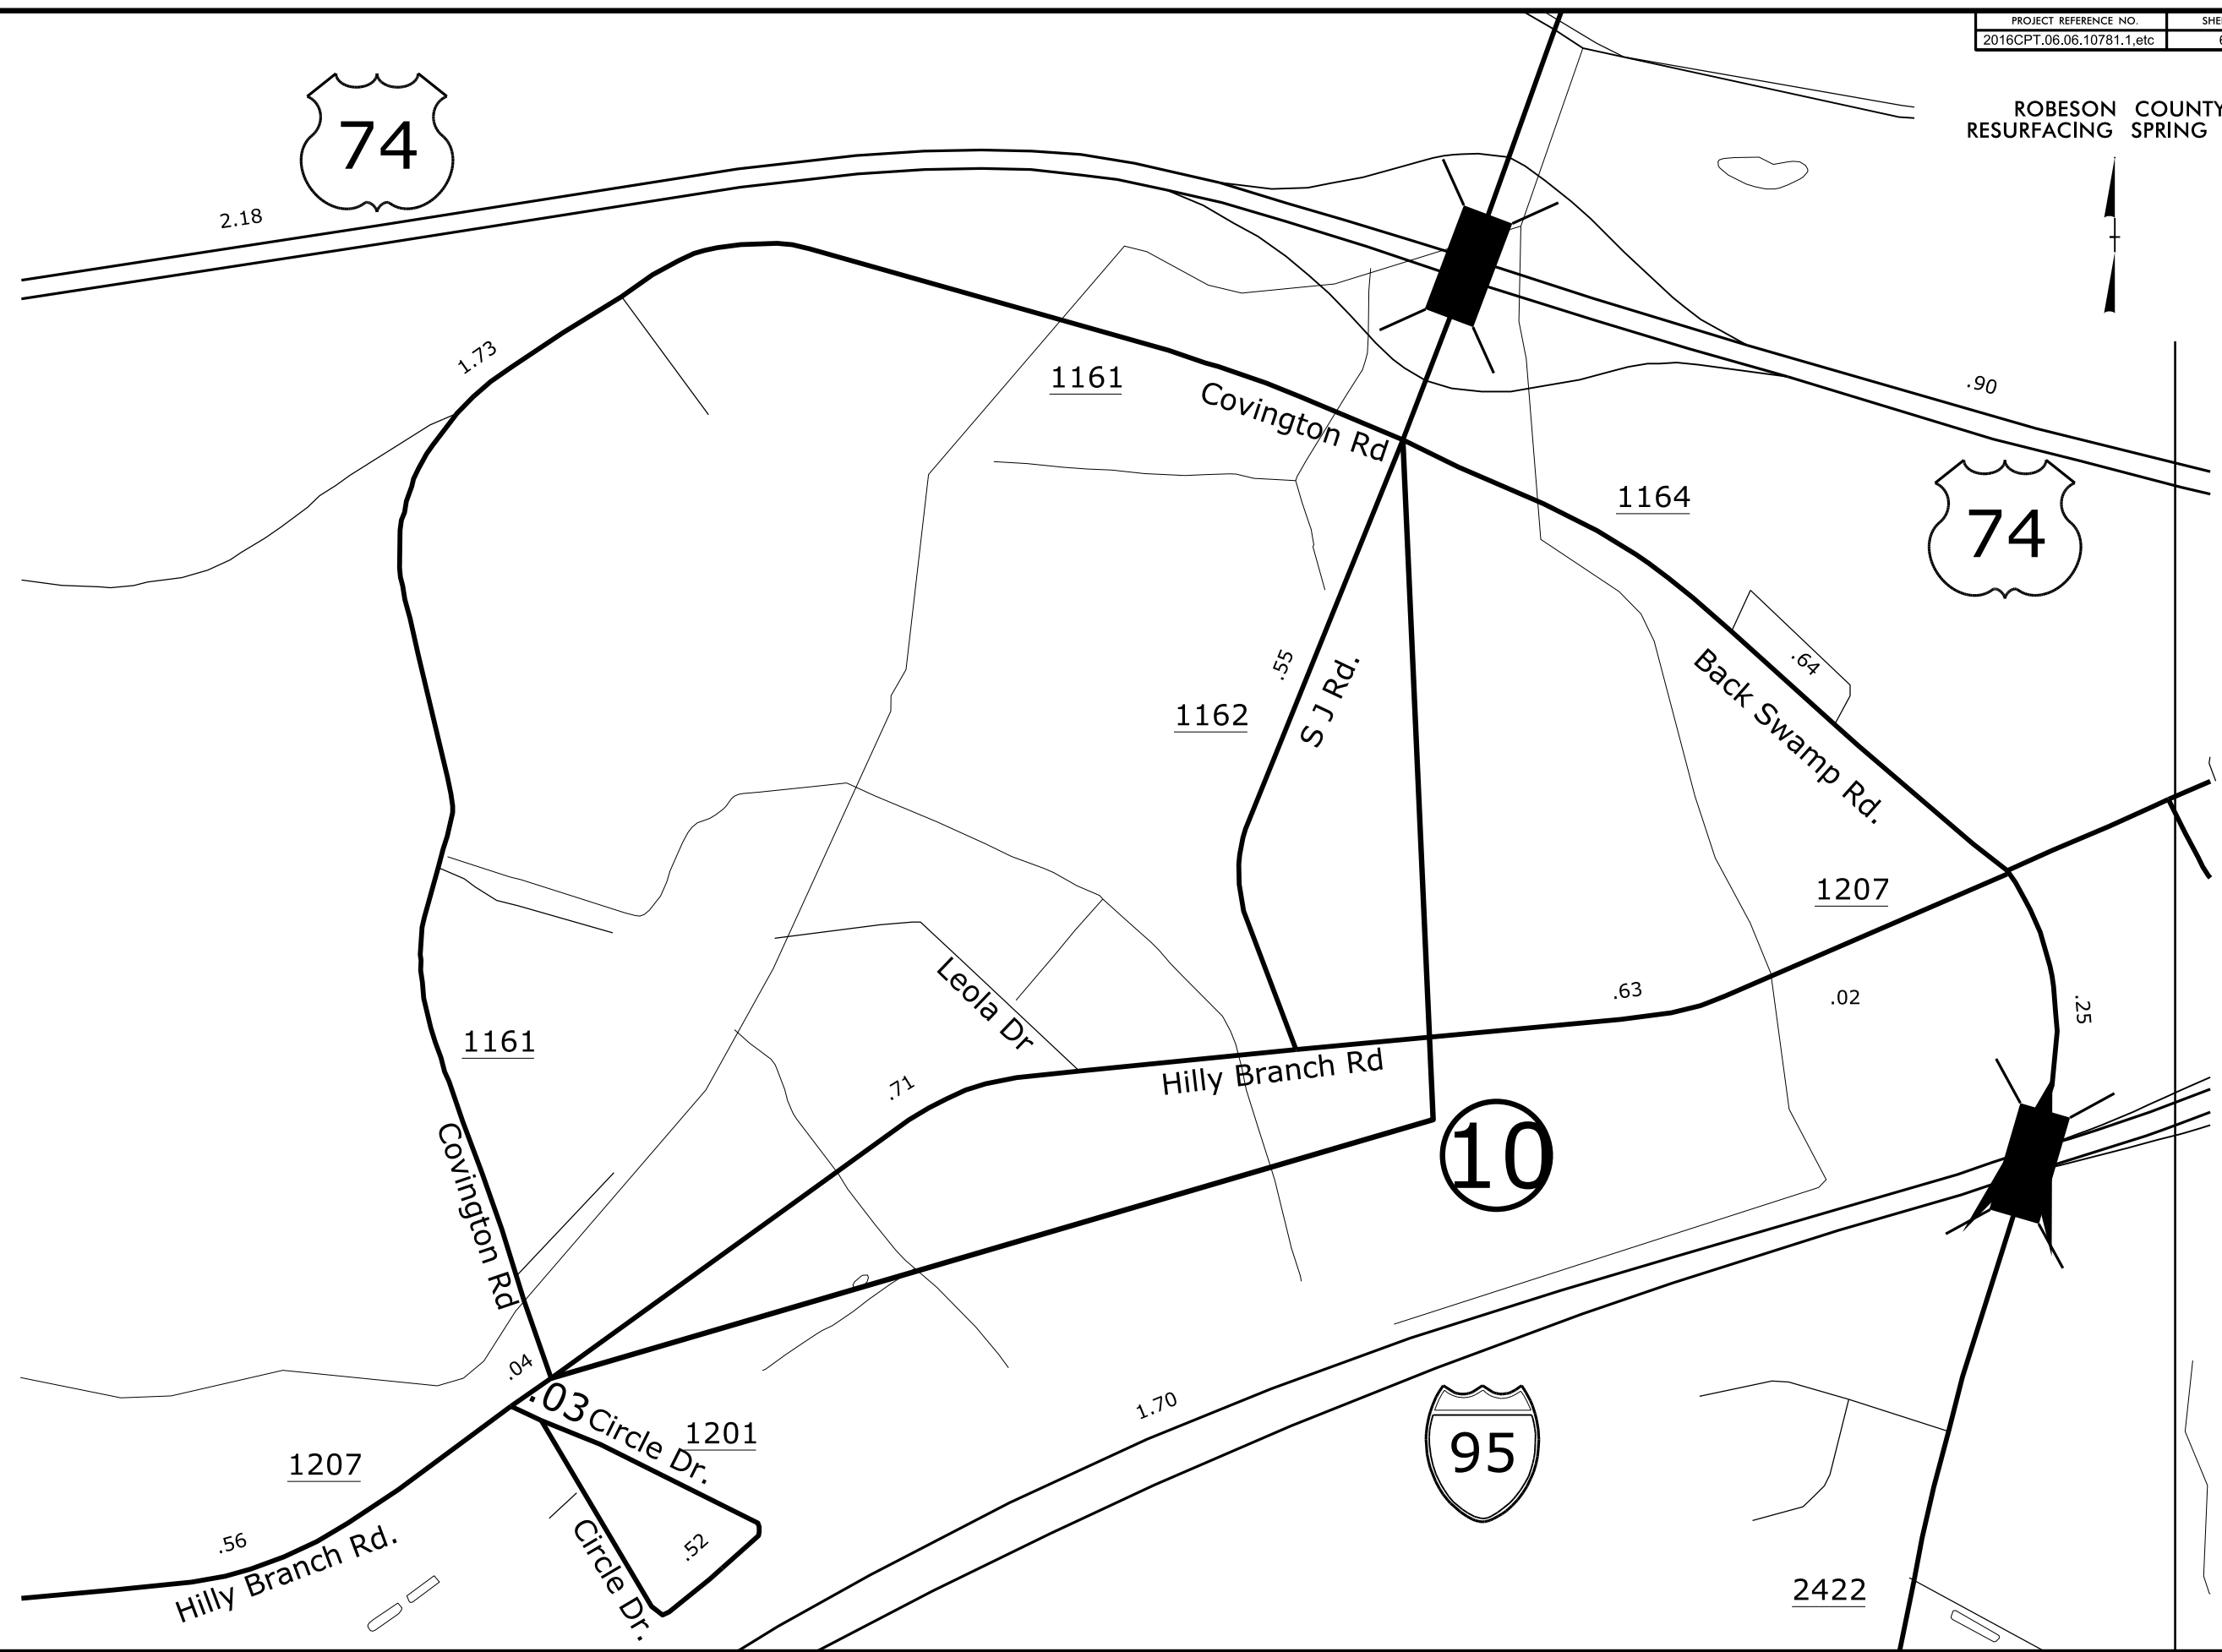 PROJECT REFERENCE NO.
2016CPT.06.06.10781.1,etc
ROBESON COUNTY
RESURFACING SPRING
74
2.18
1.73
1161
Covington Rd
.90
1164
74
.55
S J Rd.
1162
.64
Back Swamp Rd.
1207
.63
.02
.25
Leola Dr
1161
.71
Hilly Branch Rd
Covington Rd
10
.04
.03
Circle Dr.
1201
1.70
95
1207
.56
Hilly Branch Rd.
.52
Circle Dr.
2422